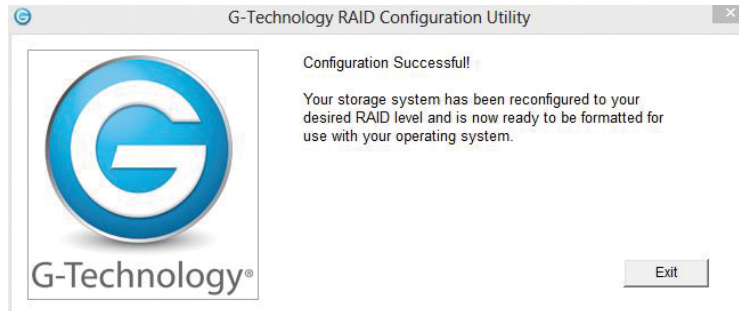 G-Technology RAID Configuration Utility
Configuration Successful!
Your storage system has been reconfigured to your
desired RAID level and is now ready to be formatted for
use with your operating system.
G-Technology®
Exit